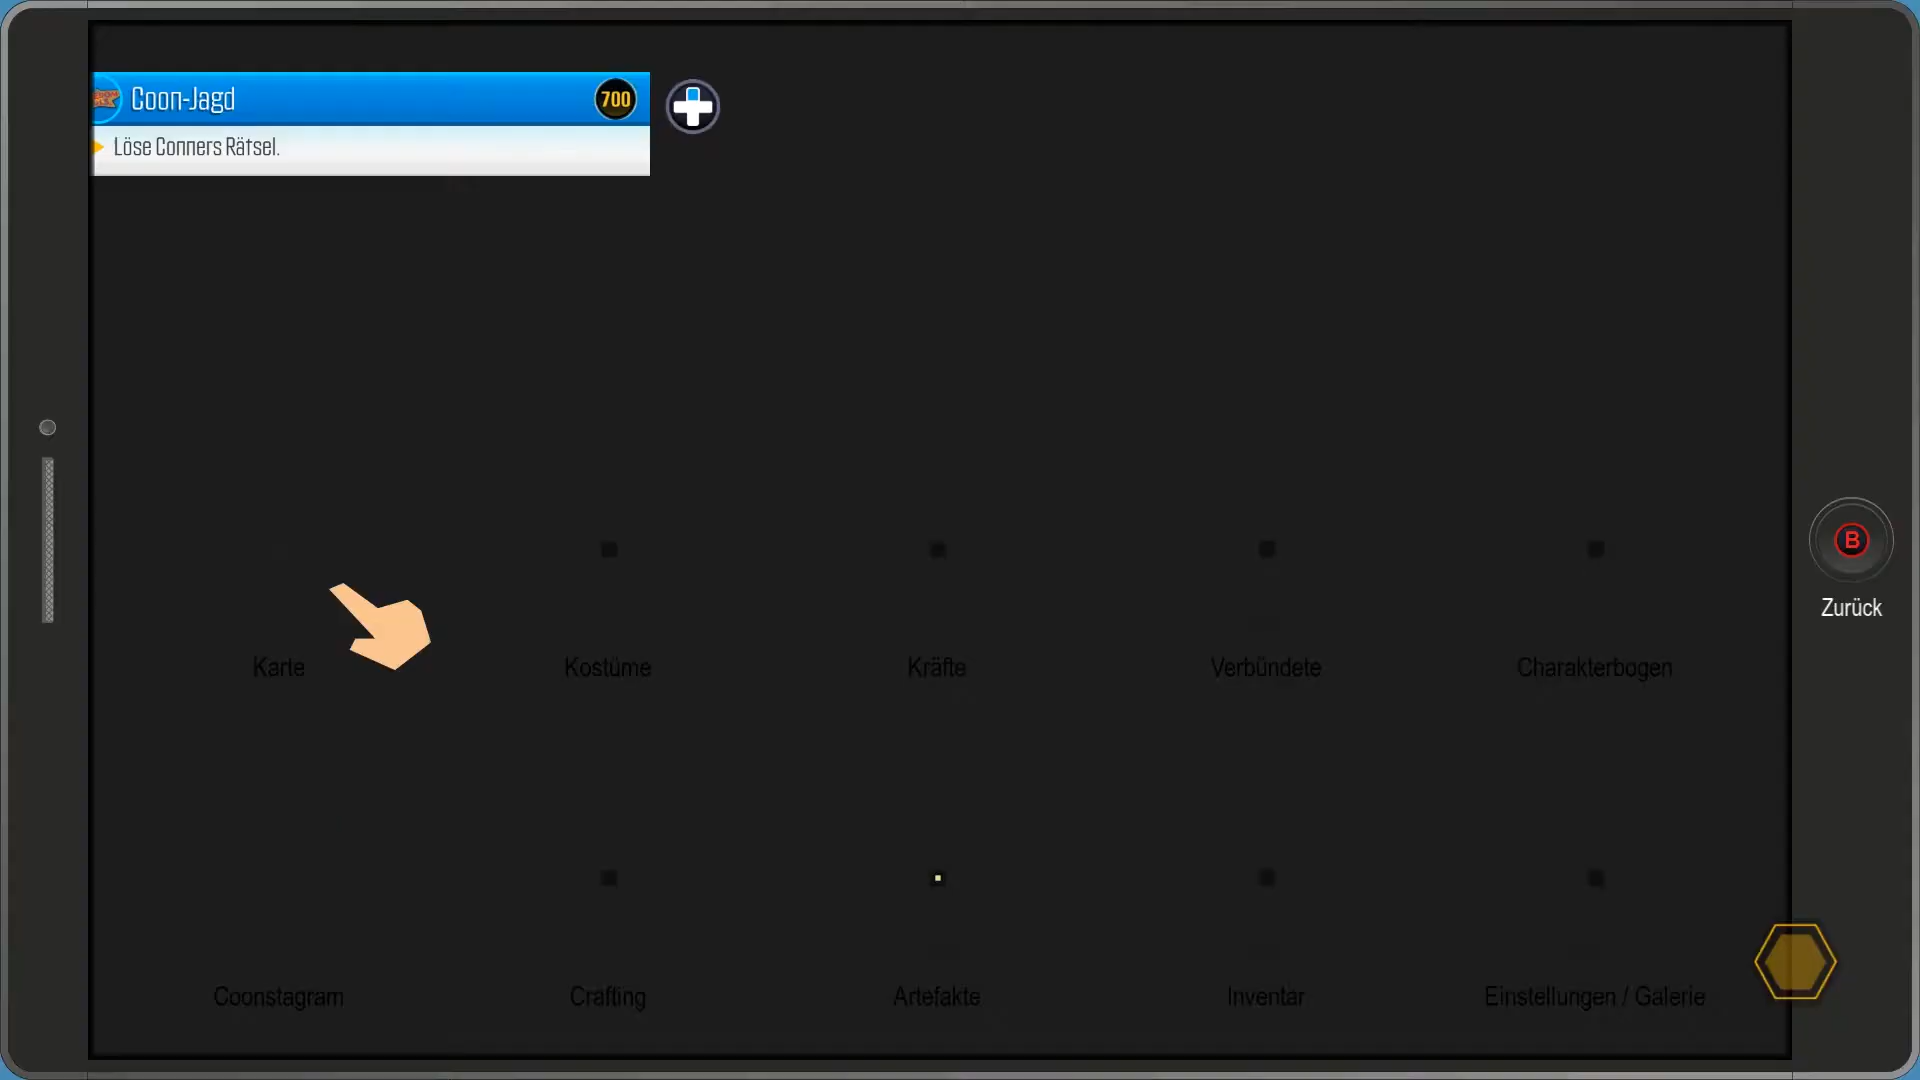 Coon-Jagd
700
Löse Conners Rätsel.
B
Zurück
Karte
Kostüme
Kräfte
Verbündete
Charakterbogen
Coonstagram
Crafting
Artefakte
Inventar
Einstellungen / Galerie